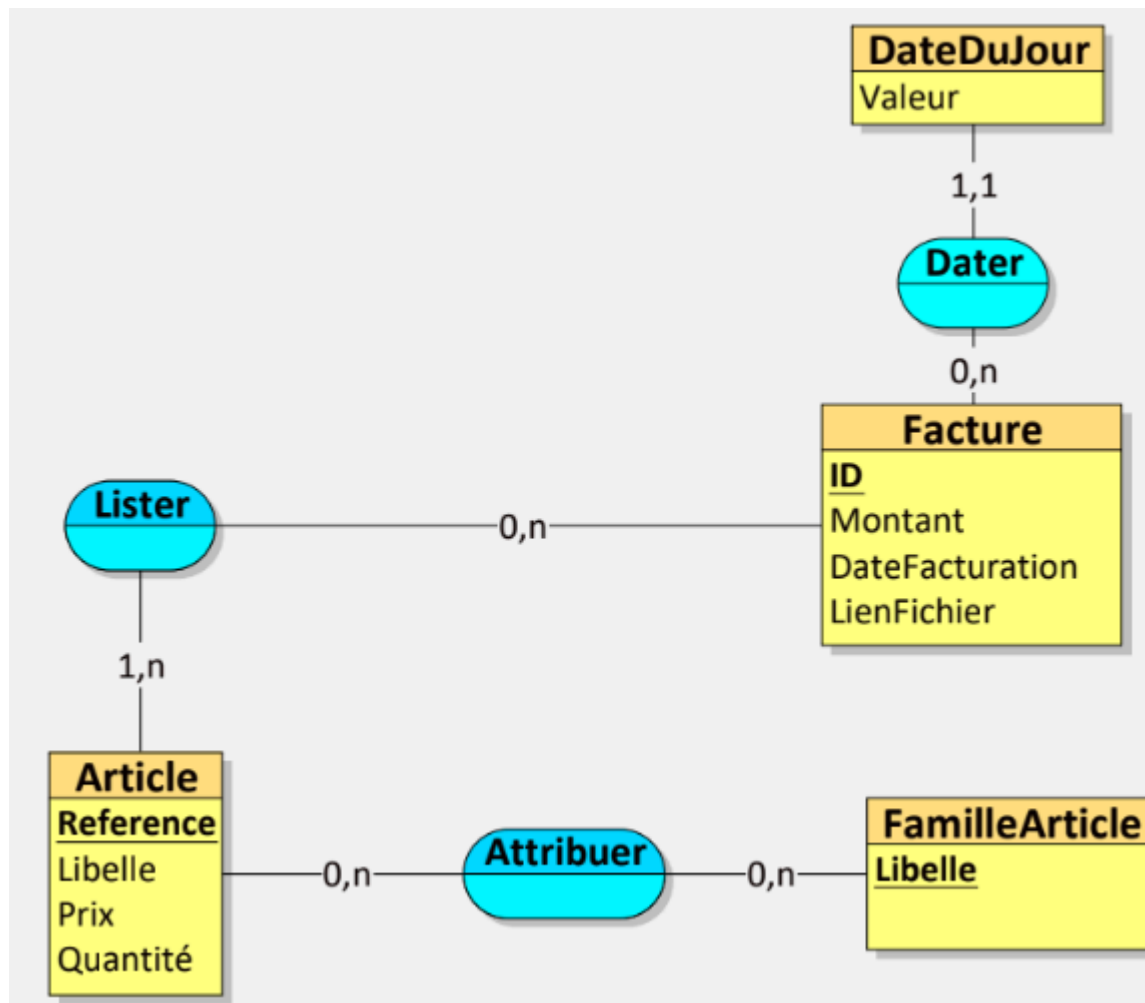 DateDuJour
Valeur
1,1
Dater
0,n
Facture
ID
Montant
DateFacturation
LienFichier
Lister
0,n
1,n
Article
Reference
Libelle
Prix
Quantité
0,n
Attribuer
0,n
FamilleArticle
Libelle